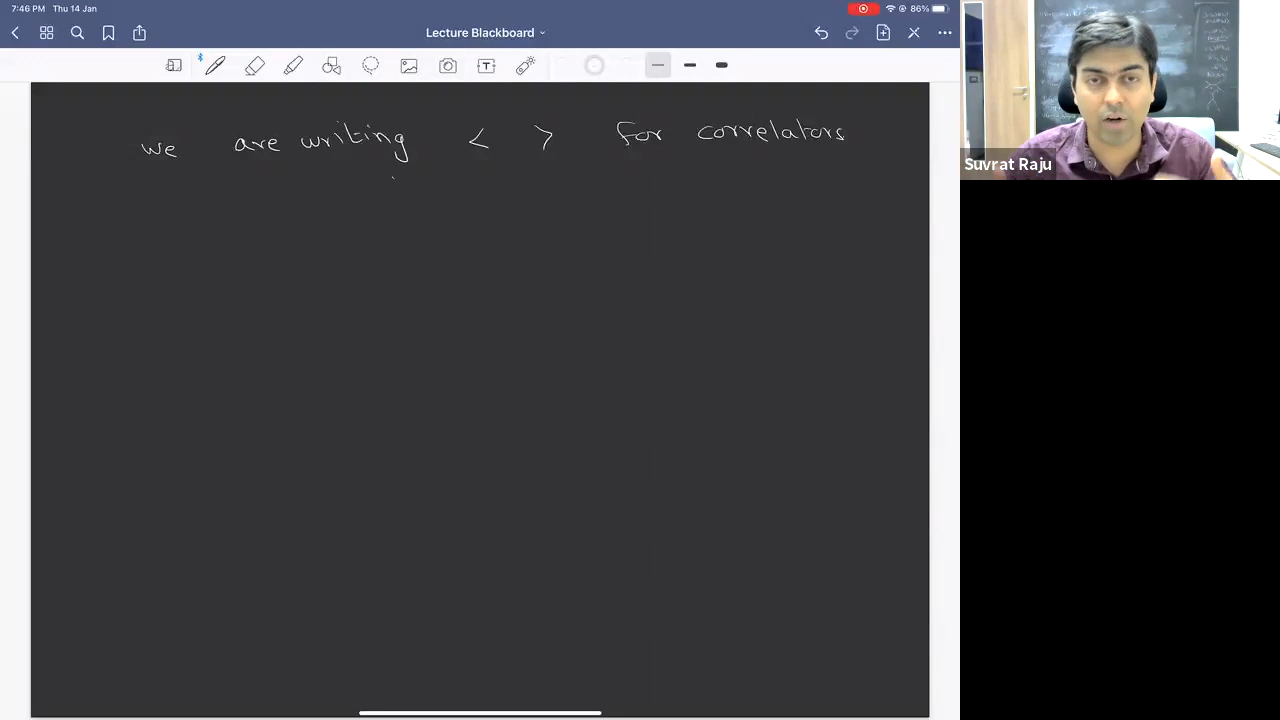 7:46 PM Thu 14 Jan
86%
Lecture Blackboard
T
we are writing < > for correlators
Suvrat Raju